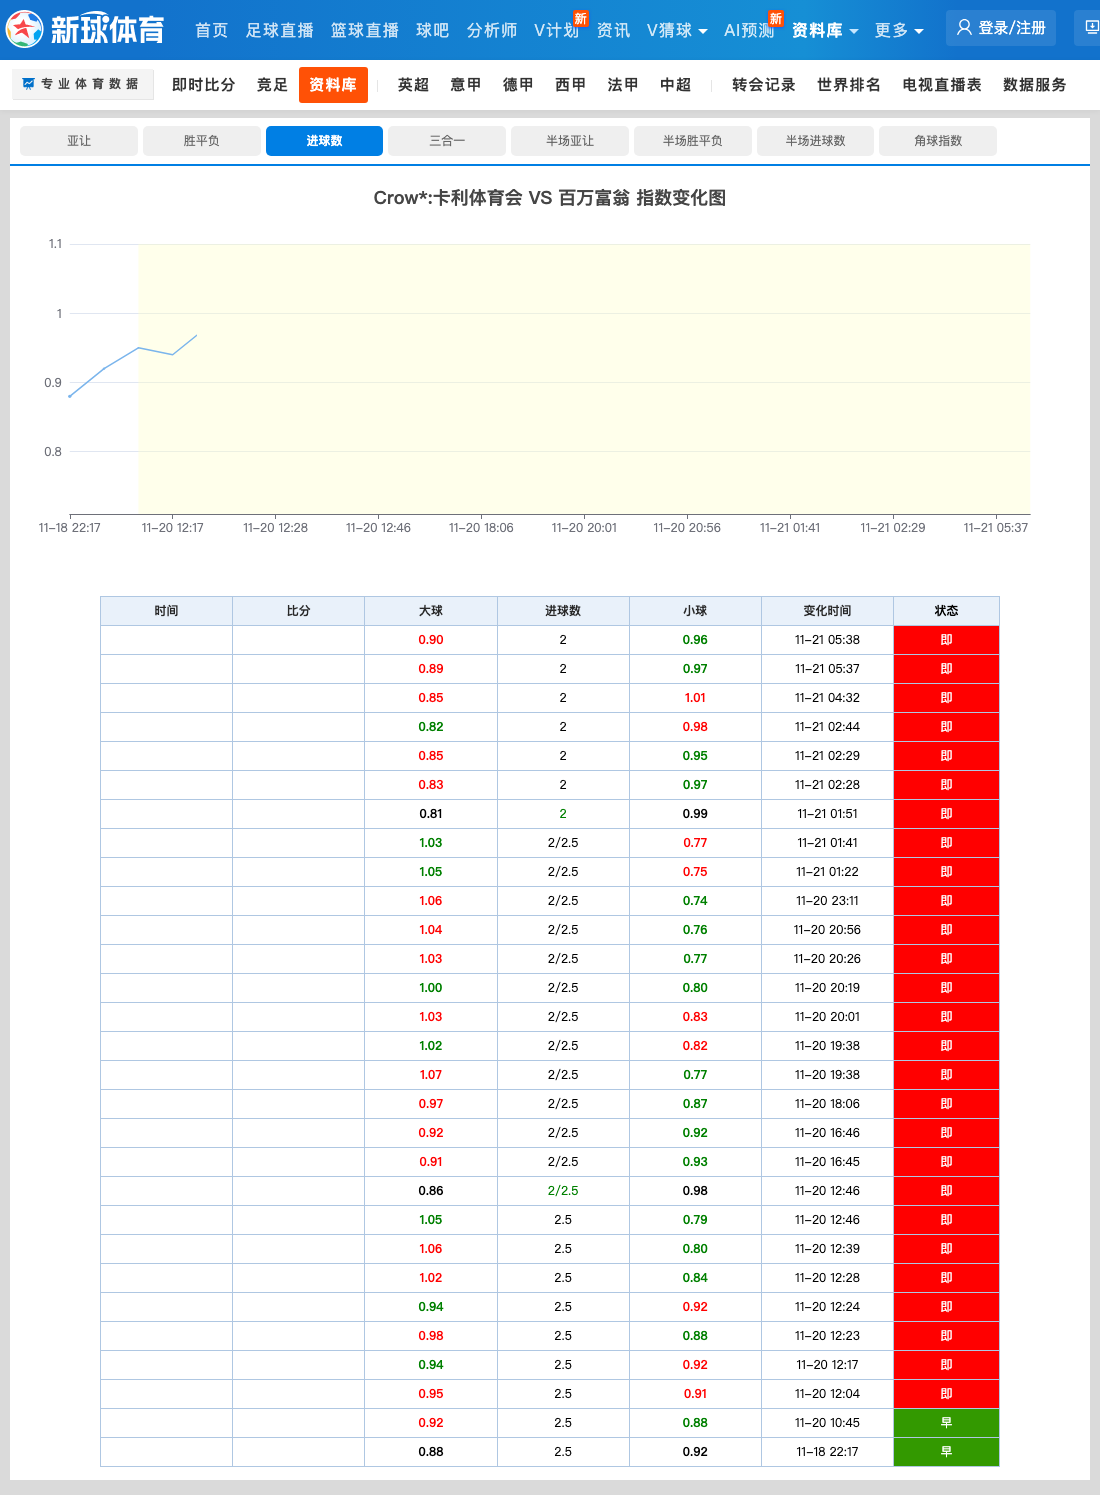 新球体育 首页 足球直播 篮球直播 球吧 分析师 V计划 新 资讯 V猜球 AI预测 新 资料库 更多 登录/注册
专业体育数据 即时比分 竞足 资料库 英超 意甲 德甲 西甲 法甲 中超 转会记录 世界排名 电视直播表 数据服务
亚让 胜平负 进球数 三合一 半场亚让 半场胜平负 半场进球数 角球指数
Crow*:卡利体育会 VS 百万富翁 指数变化图
1.1
1
0.9
0.8
11-18 22:17 11-20 12:17 11-20 12:28 11-20 12:46 11-20 18:06 11-20 20:01 11-20 20:56 11-21 01:41 11-21 02:29 11-21 05:37
时间 比分 大球 进球数 小球 变化时间 状态
0.90 2 0.96 11-21 05:38 即
0.89 2 0.97 11-21 05:37 即
0.85 2 1.01 11-21 04:32 即
0.82 2 0.98 11-21 02:44 即
0.85 2 0.95 11-21 02:29 即
0.83 2 0.97 11-21 02:28 即
0.81 2 0.99 11-21 01:51 即
1.03 2/2.5 0.77 11-21 01:41 即
1.05 2/2.5 0.75 11-21 01:22 即
1.06 2/2.5 0.74 11-20 23:11 即
1.04 2/2.5 0.76 11-20 20:56 即
1.03 2/2.5 0.77 11-20 20:26 即
1.00 2/2.5 0.80 11-20 20:19 即
1.03 2/2.5 0.83 11-20 20:01 即
1.02 2/2.5 0.82 11-20 19:38 即
1.07 2/2.5 0.77 11-20 19:38 即
0.97 2/2.5 0.87 11-20 18:06 即
0.92 2/2.5 0.92 11-20 16:46 即
0.91 2/2.5 0.93 11-20 16:45 即
0.86 2/2.5 0.98 11-20 12:46 即
1.05 2.5 0.79 11-20 12:46 即
1.06 2.5 0.80 11-20 12:39 即
1.02 2.5 0.84 11-20 12:28 即
0.94 2.5 0.92 11-20 12:24 即
0.98 2.5 0.88 11-20 12:23 即
0.94 2.5 0.92 11-20 12:17 即
0.95 2.5 0.91 11-20 12:04 即
0.92 2.5 0.88 11-20 10:45 早
0.88 2.5 0.92 11-18 22:17 早